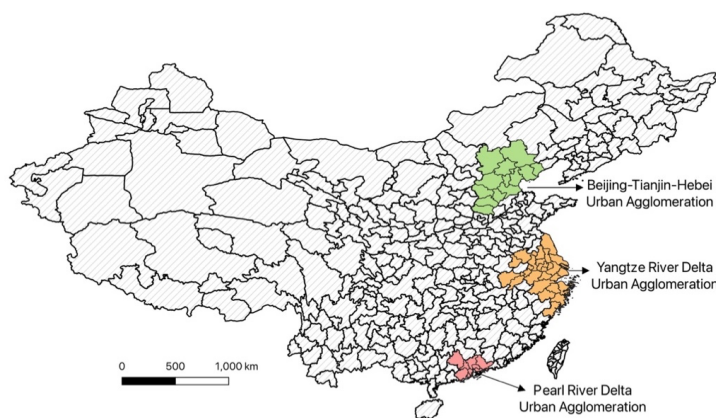 Beijing-Tianjin-Hebei
Urban Agglomeration
Yangtze River Delta
Urban Agglomeration
0 500 1,000 km
Pearl River Delta
Urban Agglomeration